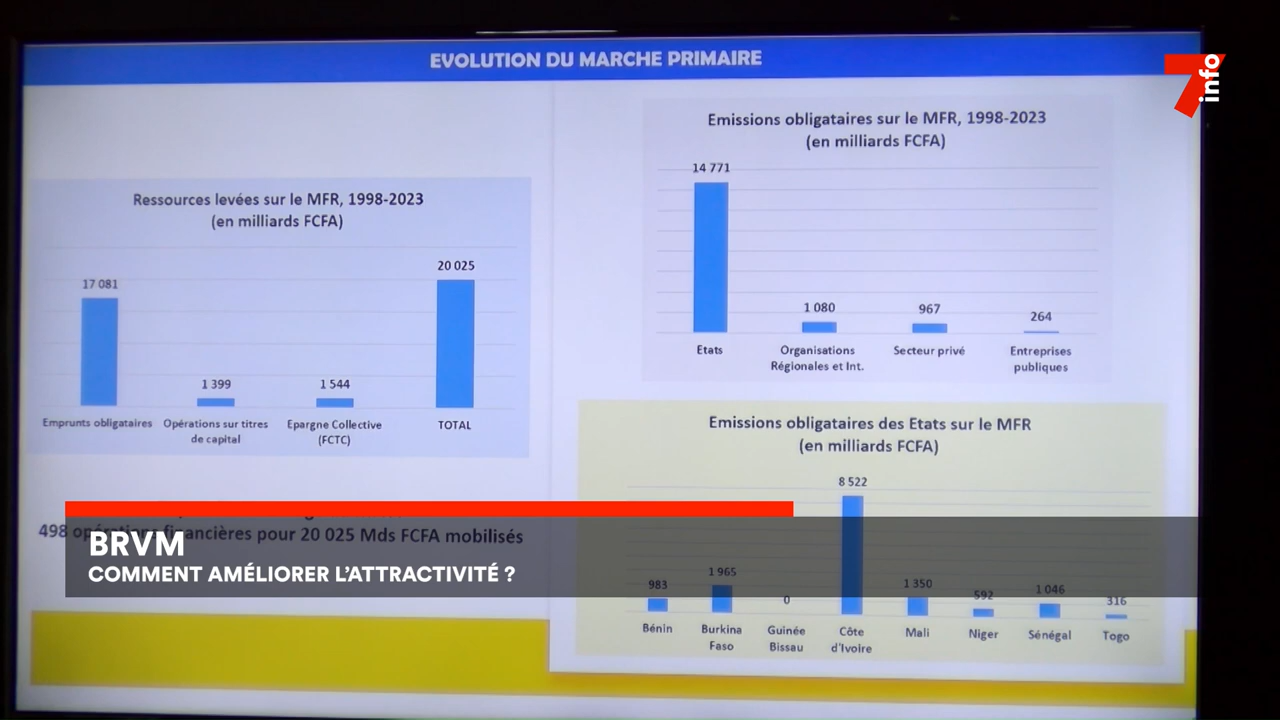 EVOLUTION DU MARCHE PRIMAIRE
7info
Ressources levées sur le MFR, 1998-2023
(en milliards FCFA)
17 081
1 399
1 544
20 025
Emprunts obligataires
Opérations sur titres
de capital
Epargne Collective
(FCTC)
TOTAL
Emissions obligataires sur le MFR, 1998-2023
(en milliards FCFA)
14 771
1 080
967
264
Etats
Organisations
Régionales et Int.
Secteur privé
Entreprises
publiques
Emissions obligataires des Etats sur le MFR
(en milliards FCFA)
983
1 965
0
8 522
1 350
592
1 046
316
Bénin
Burkina
Faso
Guinée
Bissau
Côte
d'Ivoire
Mali
Niger
Sénégal
Togo
498 opérations financières pour 20 025 Mds FCFA mobilisés
BRVM
COMMENT AMÉLIORER L'ATTRACTIVITÉ ?